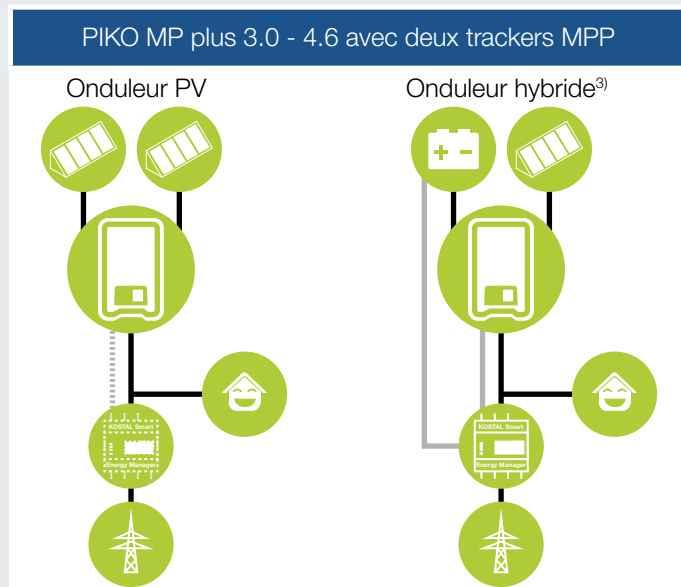 PIKO MP plus 3.0 - 4.6 avec deux trackers MPP
Onduleur PV
Onduleur hybride3)
KOSTAL Smart
Energy Manager
KOSTAL Smart
Energy Manager